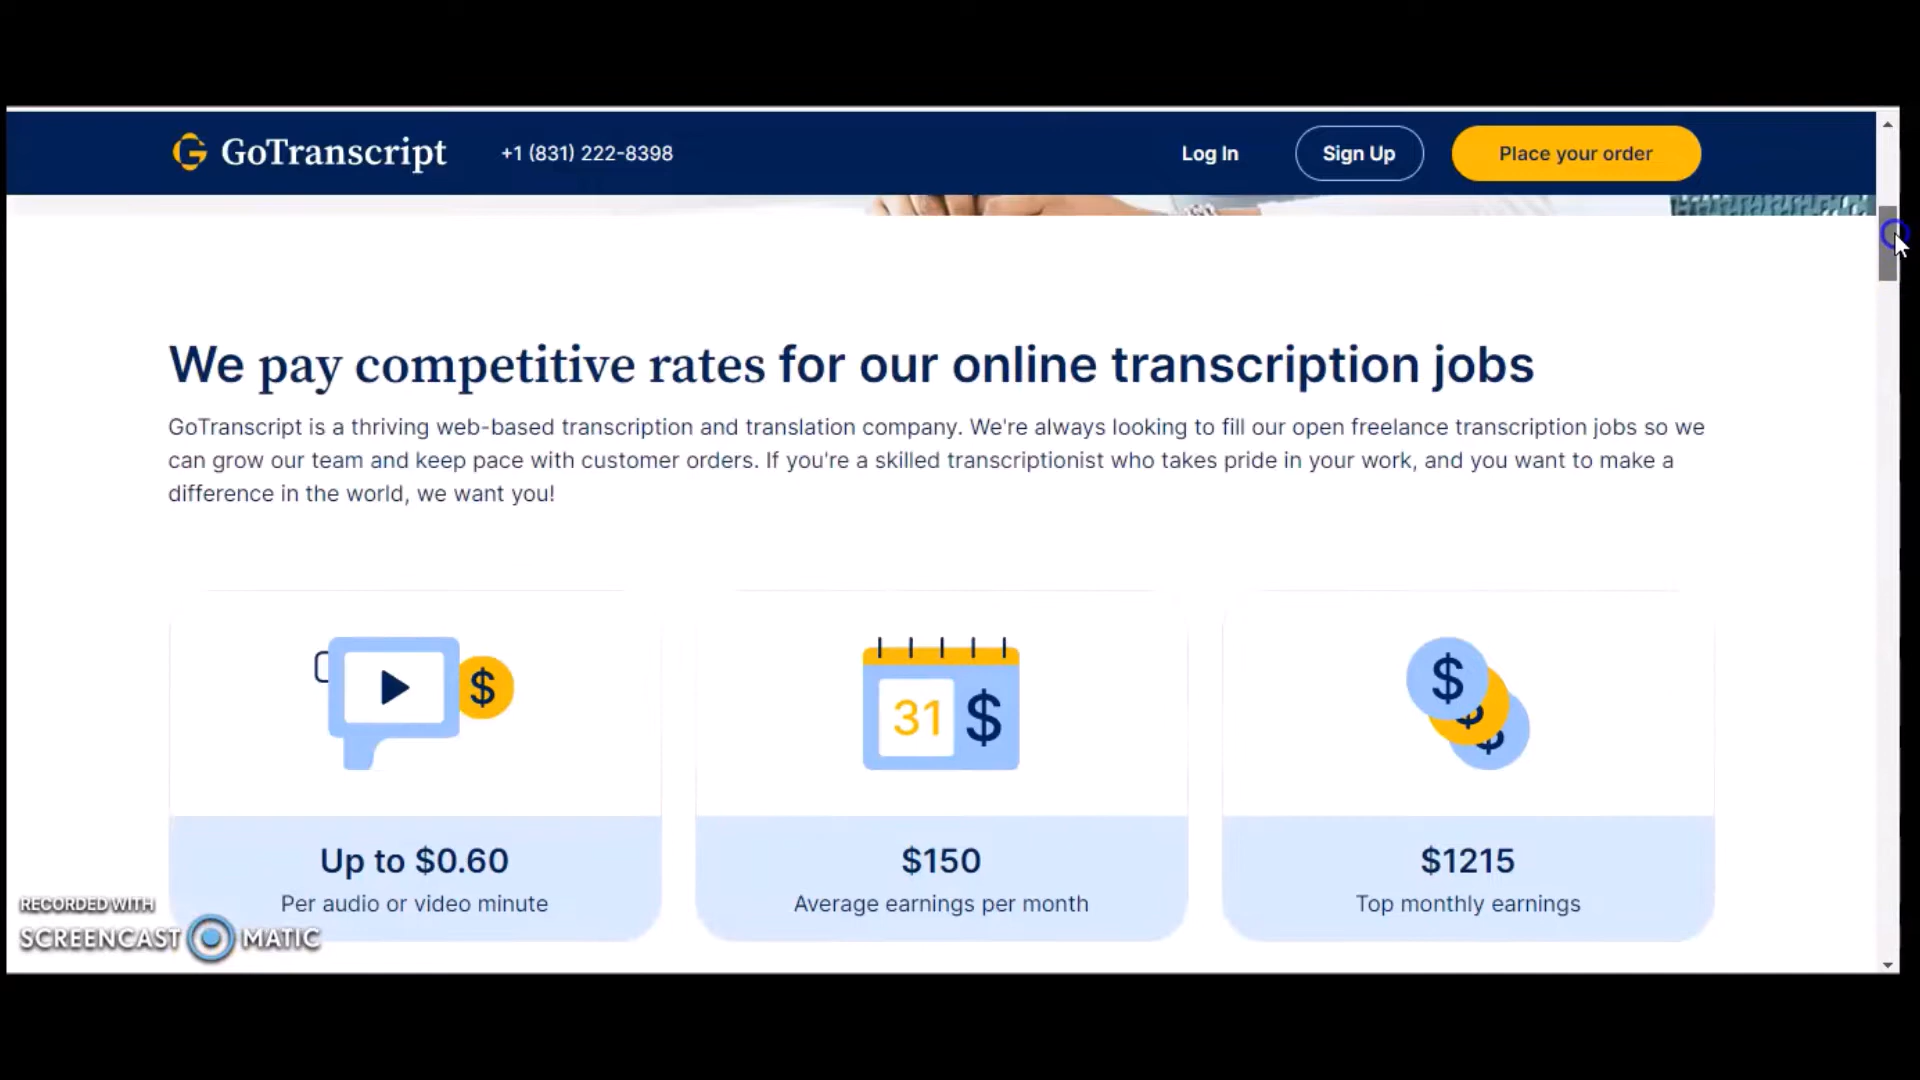 GoTranscript
+1 (831) 222-8398
Log In
Sign Up
Place your order
We pay competitive rates for our online transcription jobs
GoTranscript is a thriving web-based transcription and translation company. We're always looking to fill our open freelance transcription jobs so we
can grow our team and keep pace with customer orders. If you're a skilled transcriptionist who takes pride in your work, and you want to make a
difference in the world, we want you!
$
31 $
$
$
$
Up to $0.60
Per audio or video minute
$150
Average earnings per month
$1215
Top monthly earnings
RECORDED WITH
SCREENCAST MATIC